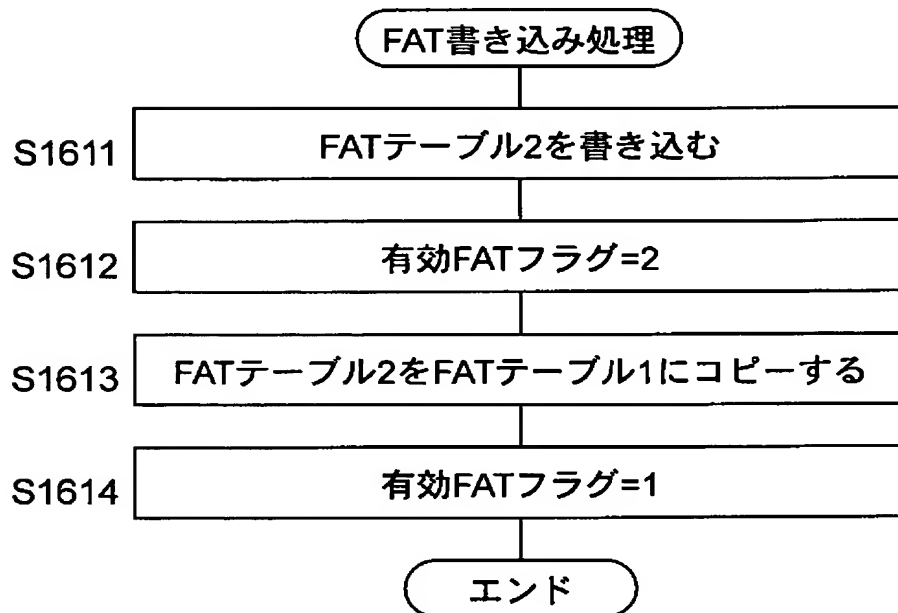 FAT書き込み処理
S1611
FATテーブル2を書き込む
S1612
有効FATフラグ=2
S1613
FATテーブル2をFATテーブル1にコピーする
S1614
有効FATフラグ=1
エンド